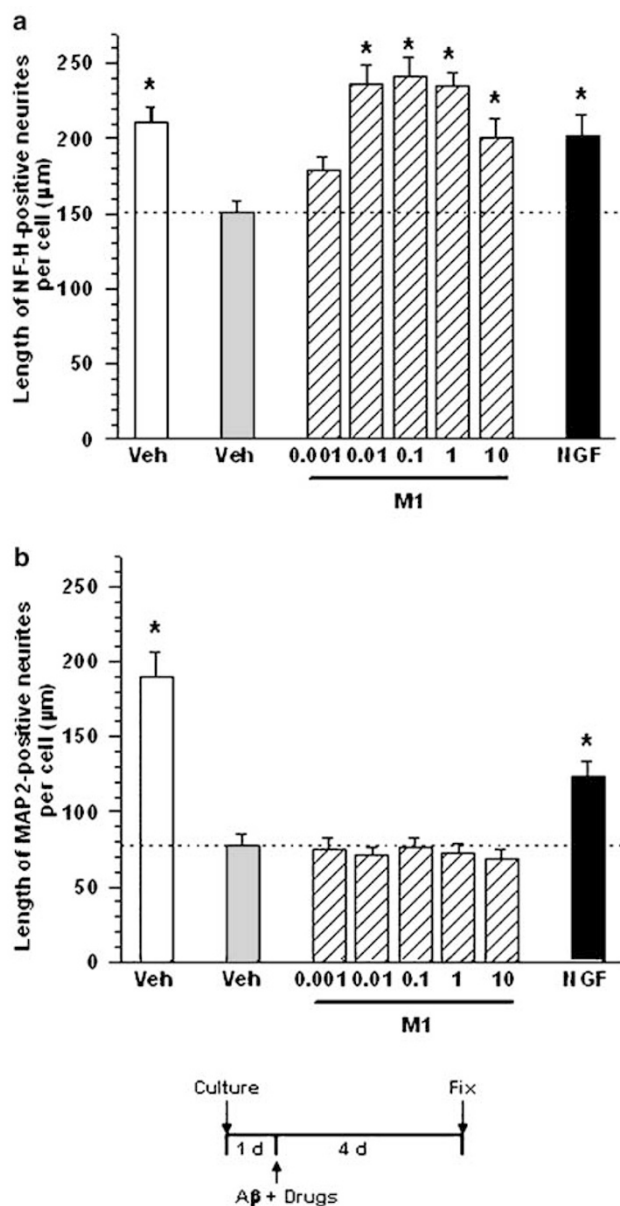 a
Length of NF-H-positive neurites
per cell (µm)
250
200
150
100
50
0
* * * * * * *
Veh Veh 0.001 0.01 0.1 1 10 NGF
M1
b
Length of MAP2-positive neurites
per cell (µm)
250
200
150
100
50
0
* *
Veh Veh 0.001 0.01 0.1 1 10 NGF
M1
Culture Fix
1 d 4 d
Aβ + Drugs